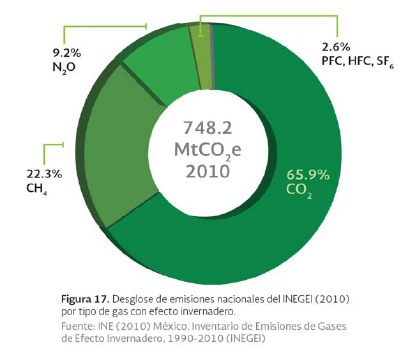 9.2%
N₂O
2.6%
PFC, HFC, SF₆
748.2
MtCO₂e
2010
22.3%
CH₄
65.9%
CO₂
Figura 17. Desglose de emisiones nacionales del INEGEI (2010)
por tipo de gas con efecto invernadero.
Fuente: INE (2010) México, Inventario de Emisiones de Gases
de Efecto Invernadero, 1990-2010 (INEGEI)